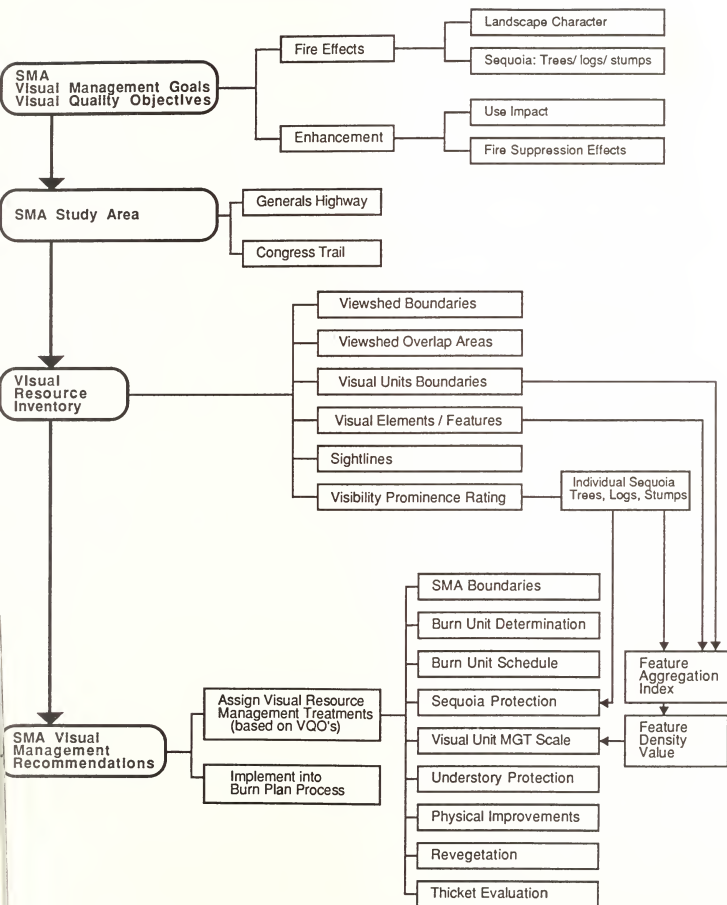 SMA
Visual Management Goals
Visual Quality Objectives
Fire Effects
Landscape Character
Sequoia: Trees/ logs/ stumps
Enhancement
Use Impact
Fire Suppression Effects
SMA Study Area
Generals Highway
Congress Trail
Visual
Resource
Inventory
Viewshed Boundaries
Viewshed Overlap Areas
Visual Units Boundaries
Visual Elements / Features
Sightlines
Visibility Prominence Rating
Individual Sequoia
Trees, Logs, Stumps
SMA Visual
Management
Recommendations
Assign Visual Resource
Management Treatments
(based on VQO's)
Implement into
Burn Plan Process
SMA Boundaries
Burn Unit Determination
Burn Unit Schedule
Sequoia Protection
Visual Unit MGT Scale
Understory Protection
Physical Improvements
Revegetation
Thicket Evaluation
Feature
Aggregation
Index
Feature
Density
Value